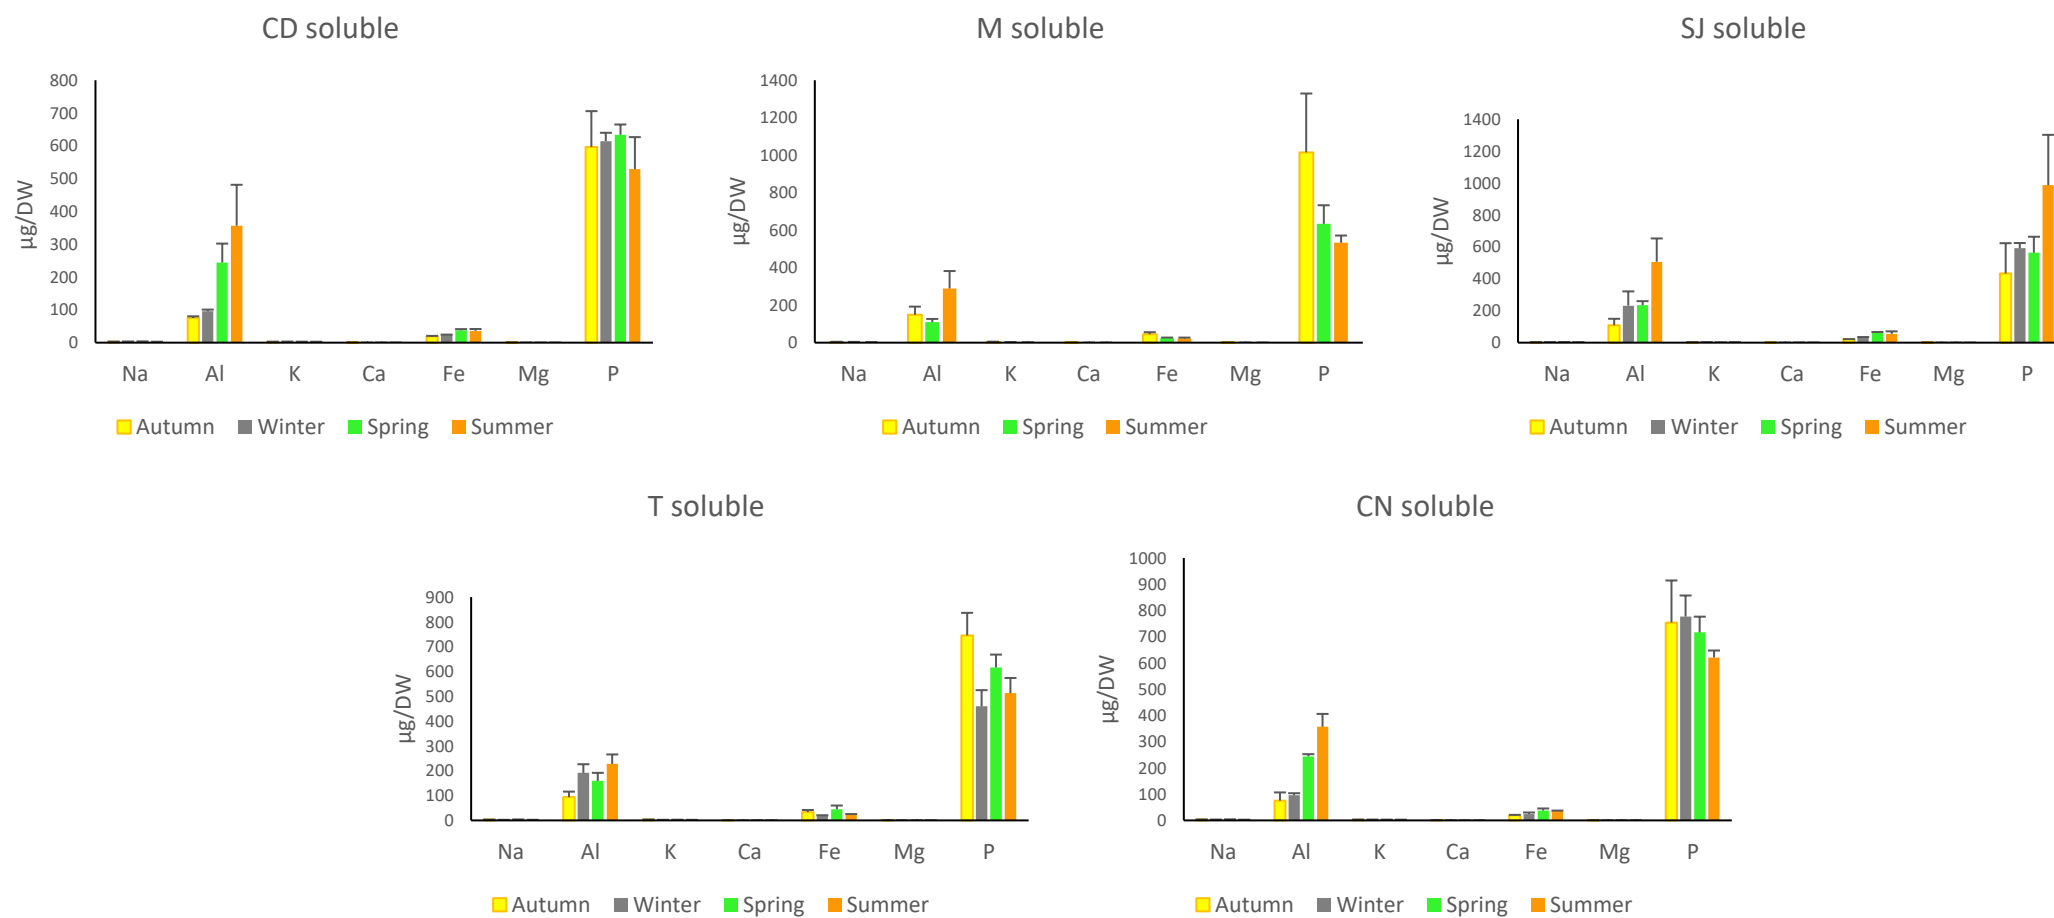 CD soluble
800
700
600
500
400
300
200
100
0
µg/DW
Na Al K Ca Fe Mg P
Autumn Winter Spring Summer
M soluble
1400
1200
1000
800
600
400
200
0
µg/DW
Na Al K Ca Fe Mg P
Autumn Spring Summer
SJ soluble
1400
1200
1000
800
600
400
200
0
µg/DW
Na Al K Ca Fe Mg P
Autumn Winter Spring Summer
T soluble
900
800
700
600
500
400
300
200
100
0
µg/DW
Na Al K Ca Fe Mg P
Autumn Winter Spring Summer
CN soluble
1000
900
800
700
600
500
400
300
200
100
0
µg/DW
Na Al K Ca Fe Mg P
Autumn Winter Spring Summer